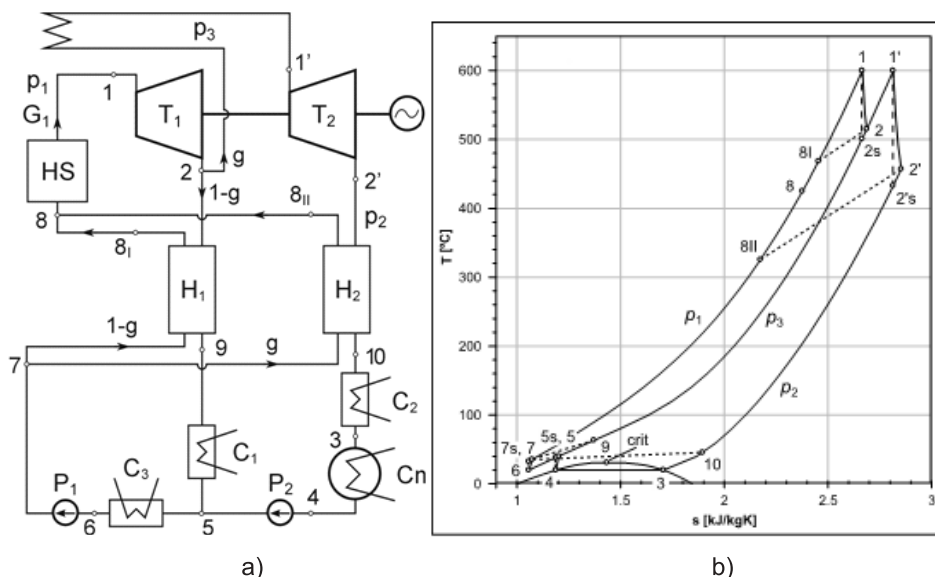 p₃
1'
p₁
1
G₁
T₁
T₂
HS
2
g
2'
1-g
8
8II
p₂
8I
H₁
H₂
1-g
7
g
9
10
C₂
3
C₁
Cn
C₃
P₁
P₂
4
6
5
a)
600
500
400
300
200
100
0
T [ºC]
1
1'
2
2s
8I
8
2'
2's
8II
p₁
p₃
p₂
5s, 5
crit
7s, 7
9
6
10
4
3
1
1.5
2
2.5
3
s [kJ/kgK]
b)